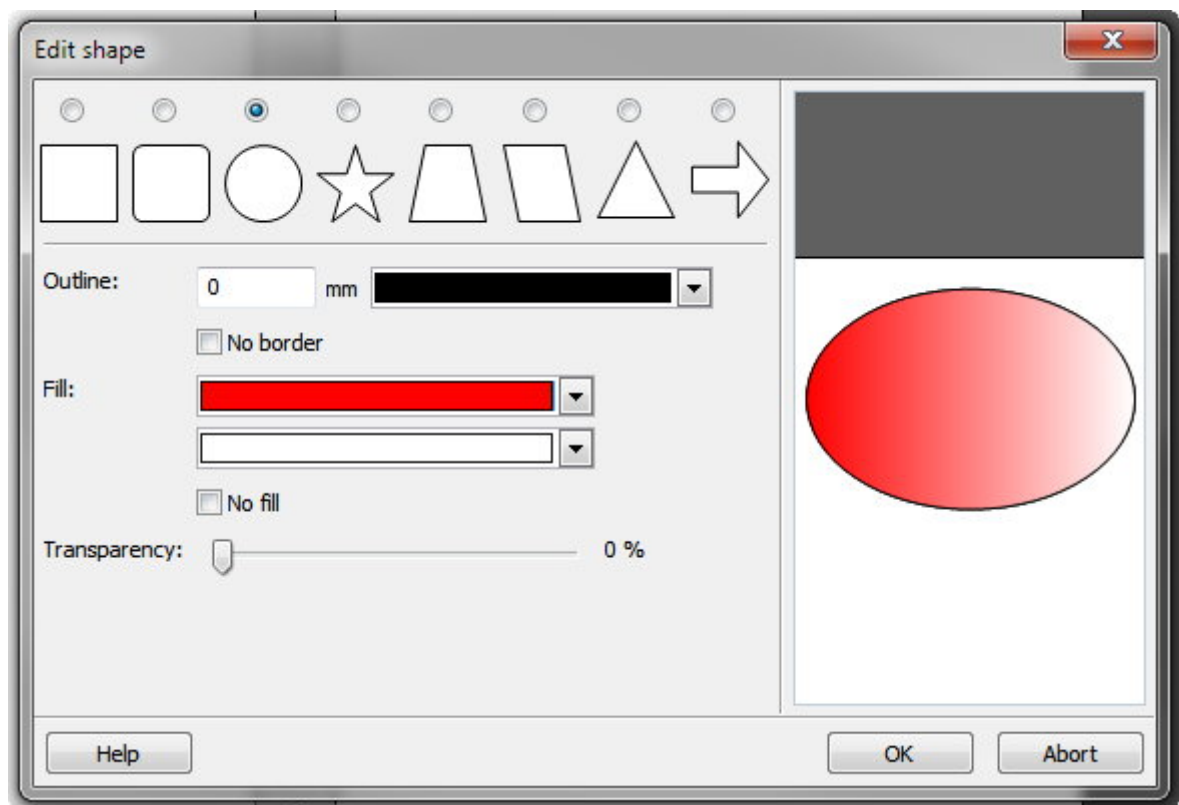 Edit shape
Outline: 0 mm
No border
Fill:
No fill
Transparency: 0 %
Help OK Abort